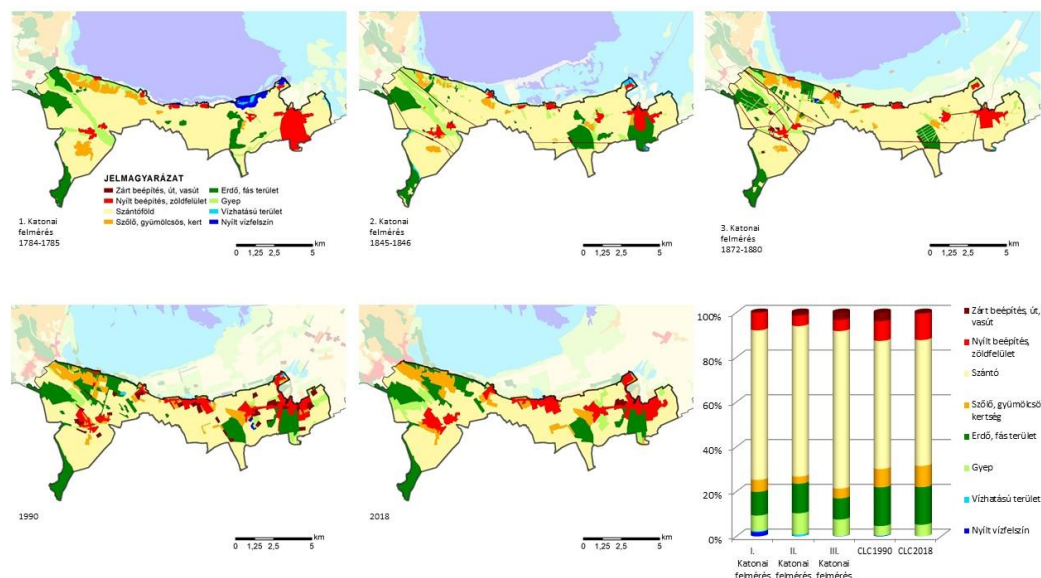 JELMAGYARÁZAT
Zárt beépítés, út, vasút
Nyílt beépítés, zöldfelület
Szántóföld
Szőlő, gyümölcsös, kert
Erdő, fás terület
Gyep
Vízhatású terület
Nyílt vízfelszín
1. Katonai
felmérés
1784-1785
km
0 1,25 2,5 5
2. Katonai
felmérés
1845-1846
km
0 1,25 2,5 5
3. Katonai
felmérés
1872-1880
km
0 1,25 2,5 5
1990
km
0 1,25 2,5 5
2018
km
0 1,25 2,5 5
100%
80%
60%
40%
20%
0%
I.
Katonai
felmérés
II.
Katonai
felmérés
III.
Katonai
felmérés
CLC1990
CLC2018
Zárt beépítés, út,
vasút
Nyílt beépítés,
zöldfelület
Szántó
Szőlő, gyümölcsö
kertség
Erdő, fás terület
Gyep
Vízhatású terület
Nyílt vízfelszín